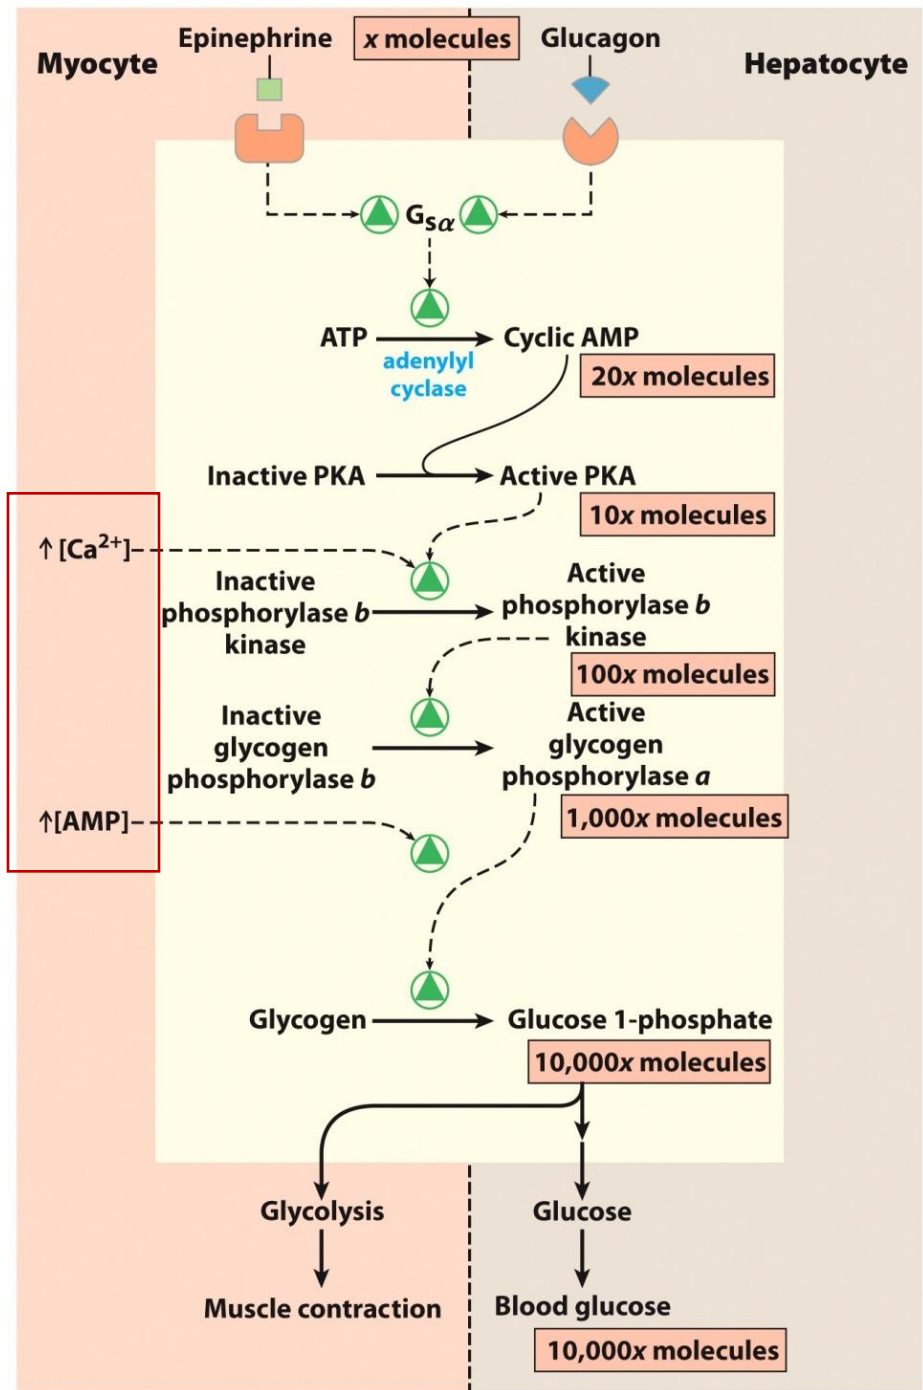 Epinephrine
x molecules
Glucagon
Myocyte
Hepatocyte
Gsα
ATP
Cyclic AMP
adenylyl
cyclase
20x molecules
Inactive PKA
Active PKA
10x molecules
↑[Ca²⁺]
Inactive
phosphorylase b
kinase
Active
phosphorylase b
kinase
100x molecules
Inactive
glycogen
phosphorylase b
Active
glycogen
phosphorylase a
1,000x molecules
↑[AMP]
Glycogen
Glucose 1-phosphate
10,000x molecules
Glycolysis
Glucose
Muscle contraction
Blood glucose
10,000x molecules